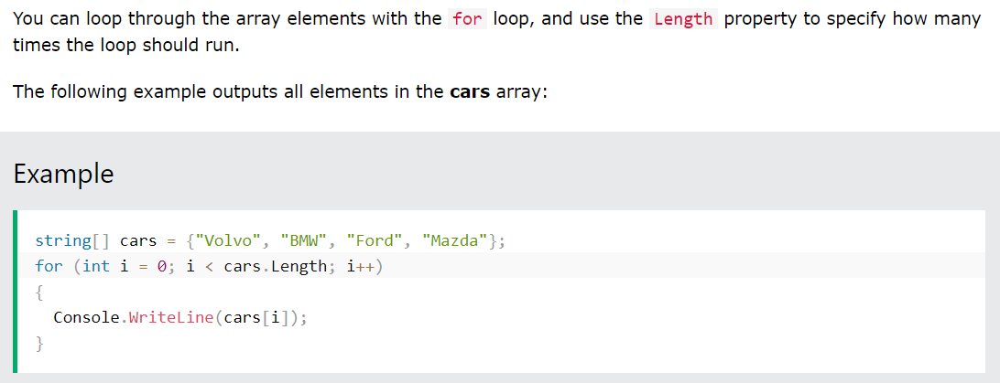 You can loop through the array elements with the for loop, and use the Length property to specify how many
times the loop should run.
The following example outputs all elements in the cars array:
Example
string[] cars = {"Volvo", "BMW", "Ford", "Mazda"};
for (int i = 0; i < cars.Length; i++)
{
  Console.WriteLine(cars[i]);
}